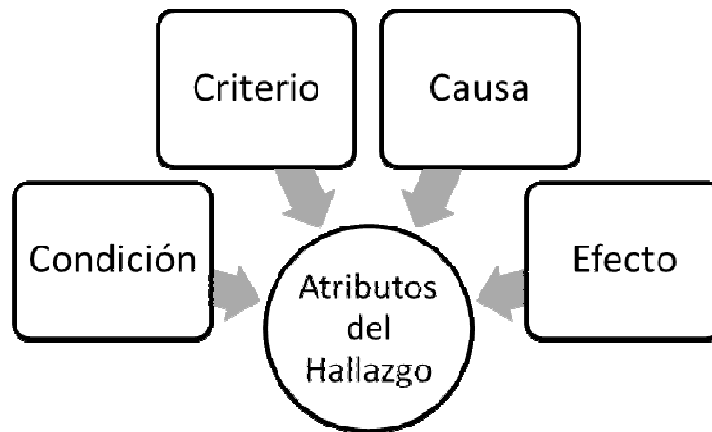 Criterio
Causa
Condición
Efecto
Atributos
del
Hallazgo